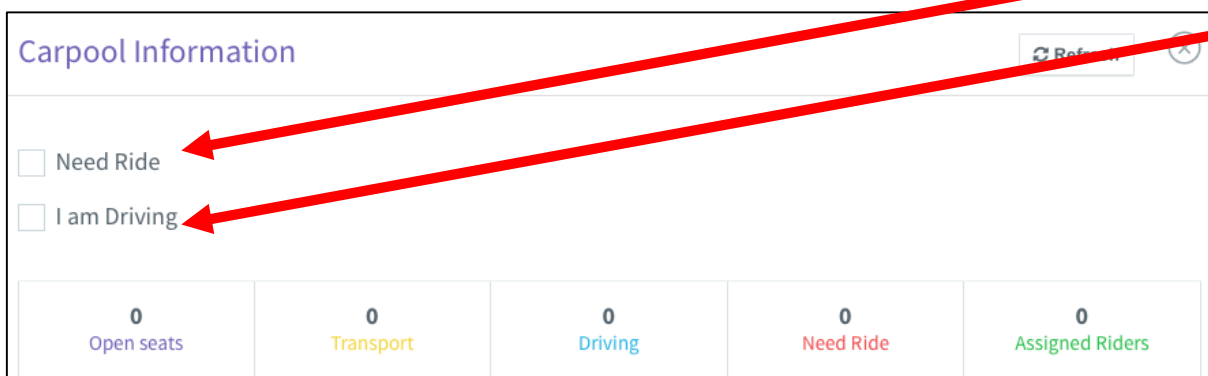 Carpool Information
Refresh
Need Ride
I am Driving
0 0 0 0 0
Open seats Transport Driving Need Ride Assigned Riders